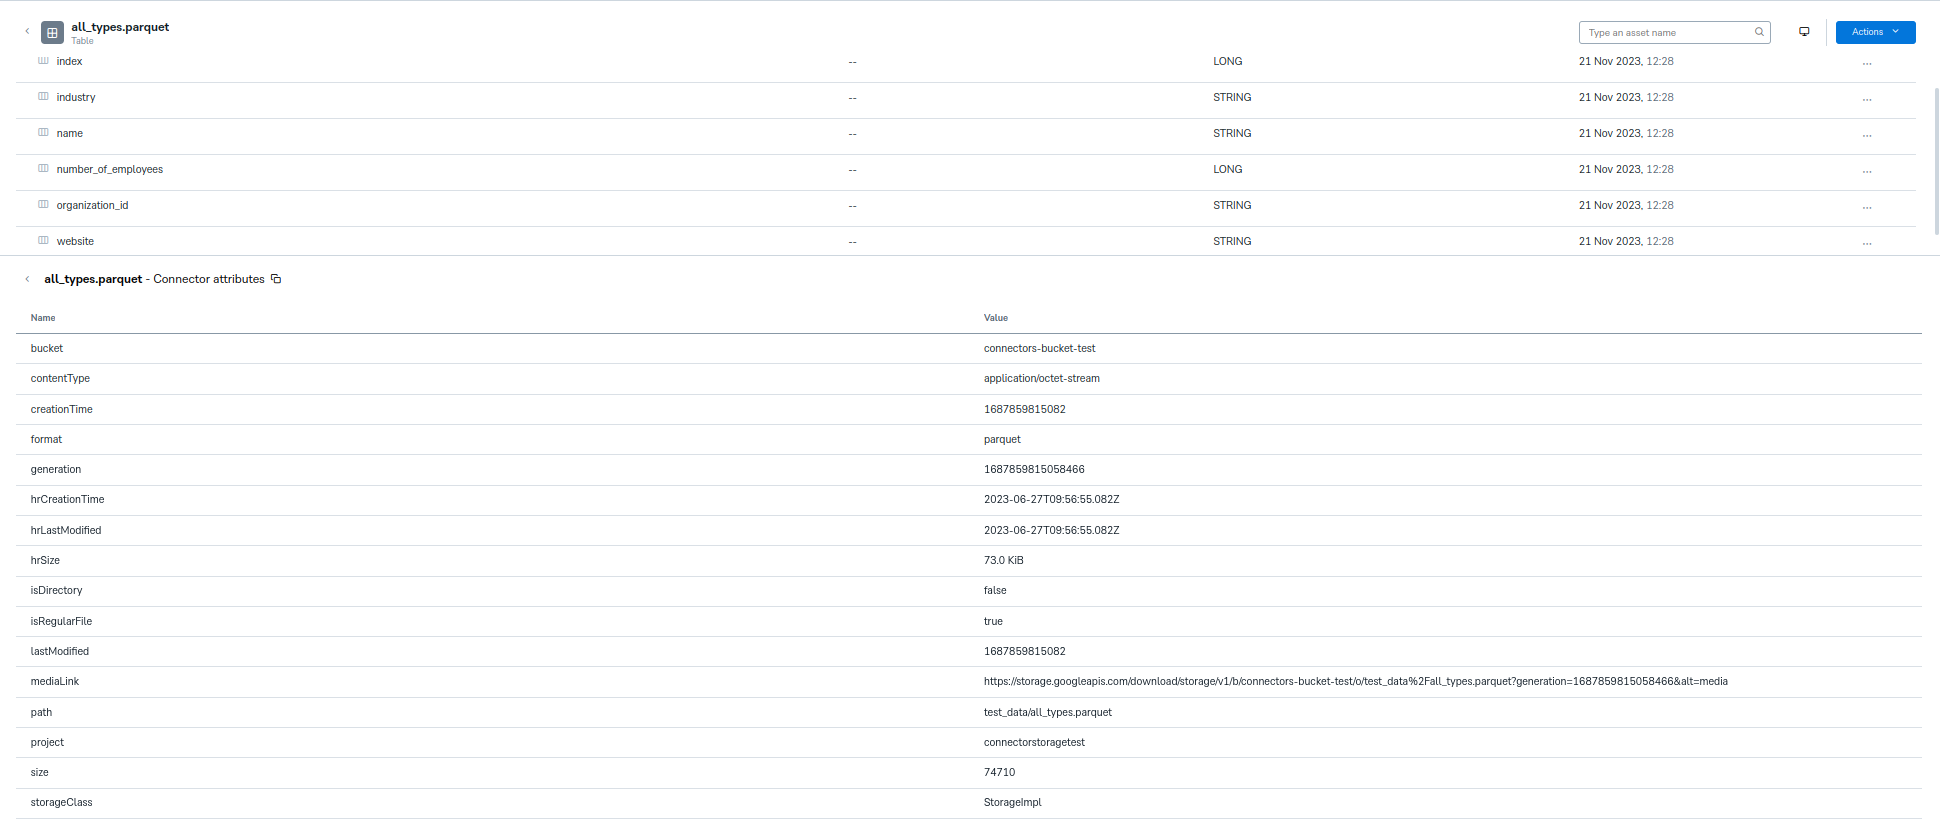 all_types.parquet
Table
Type an asset name
Actions
index -- LONG 21 Nov 2023, 12:28 ...
industry -- STRING 21 Nov 2023, 12:28 ...
name -- STRING 21 Nov 2023, 12:28 ...
number_of_employees -- LONG 21 Nov 2023, 12:28 ...
organization_id -- STRING 21 Nov 2023, 12:28 ...
website -- STRING 21 Nov 2023, 12:28 ...
all_types.parquet - Connector attributes
Name Value
bucket connectors-bucket-test
contentType application/octet-stream
creationTime 1687859815082
format parquet
generation 1687859815058466
hrCreationTime 2023-06-27T09:56:55.082Z
hrLastModified 2023-06-27T09:56:55.082Z
hrSize 73.0 KiB
isDirectory false
isRegularFile true
lastModified 1687859815082
mediaLink https://storage.googleapis.com/download/storage/v1/b/connectors-bucket-test/o/test_data%2Fall_types.parquet?generation=1687859815058466&alt=media
path test_data/all_types.parquet
project connectorstoragetest
size 74710
storageClass StorageImpl